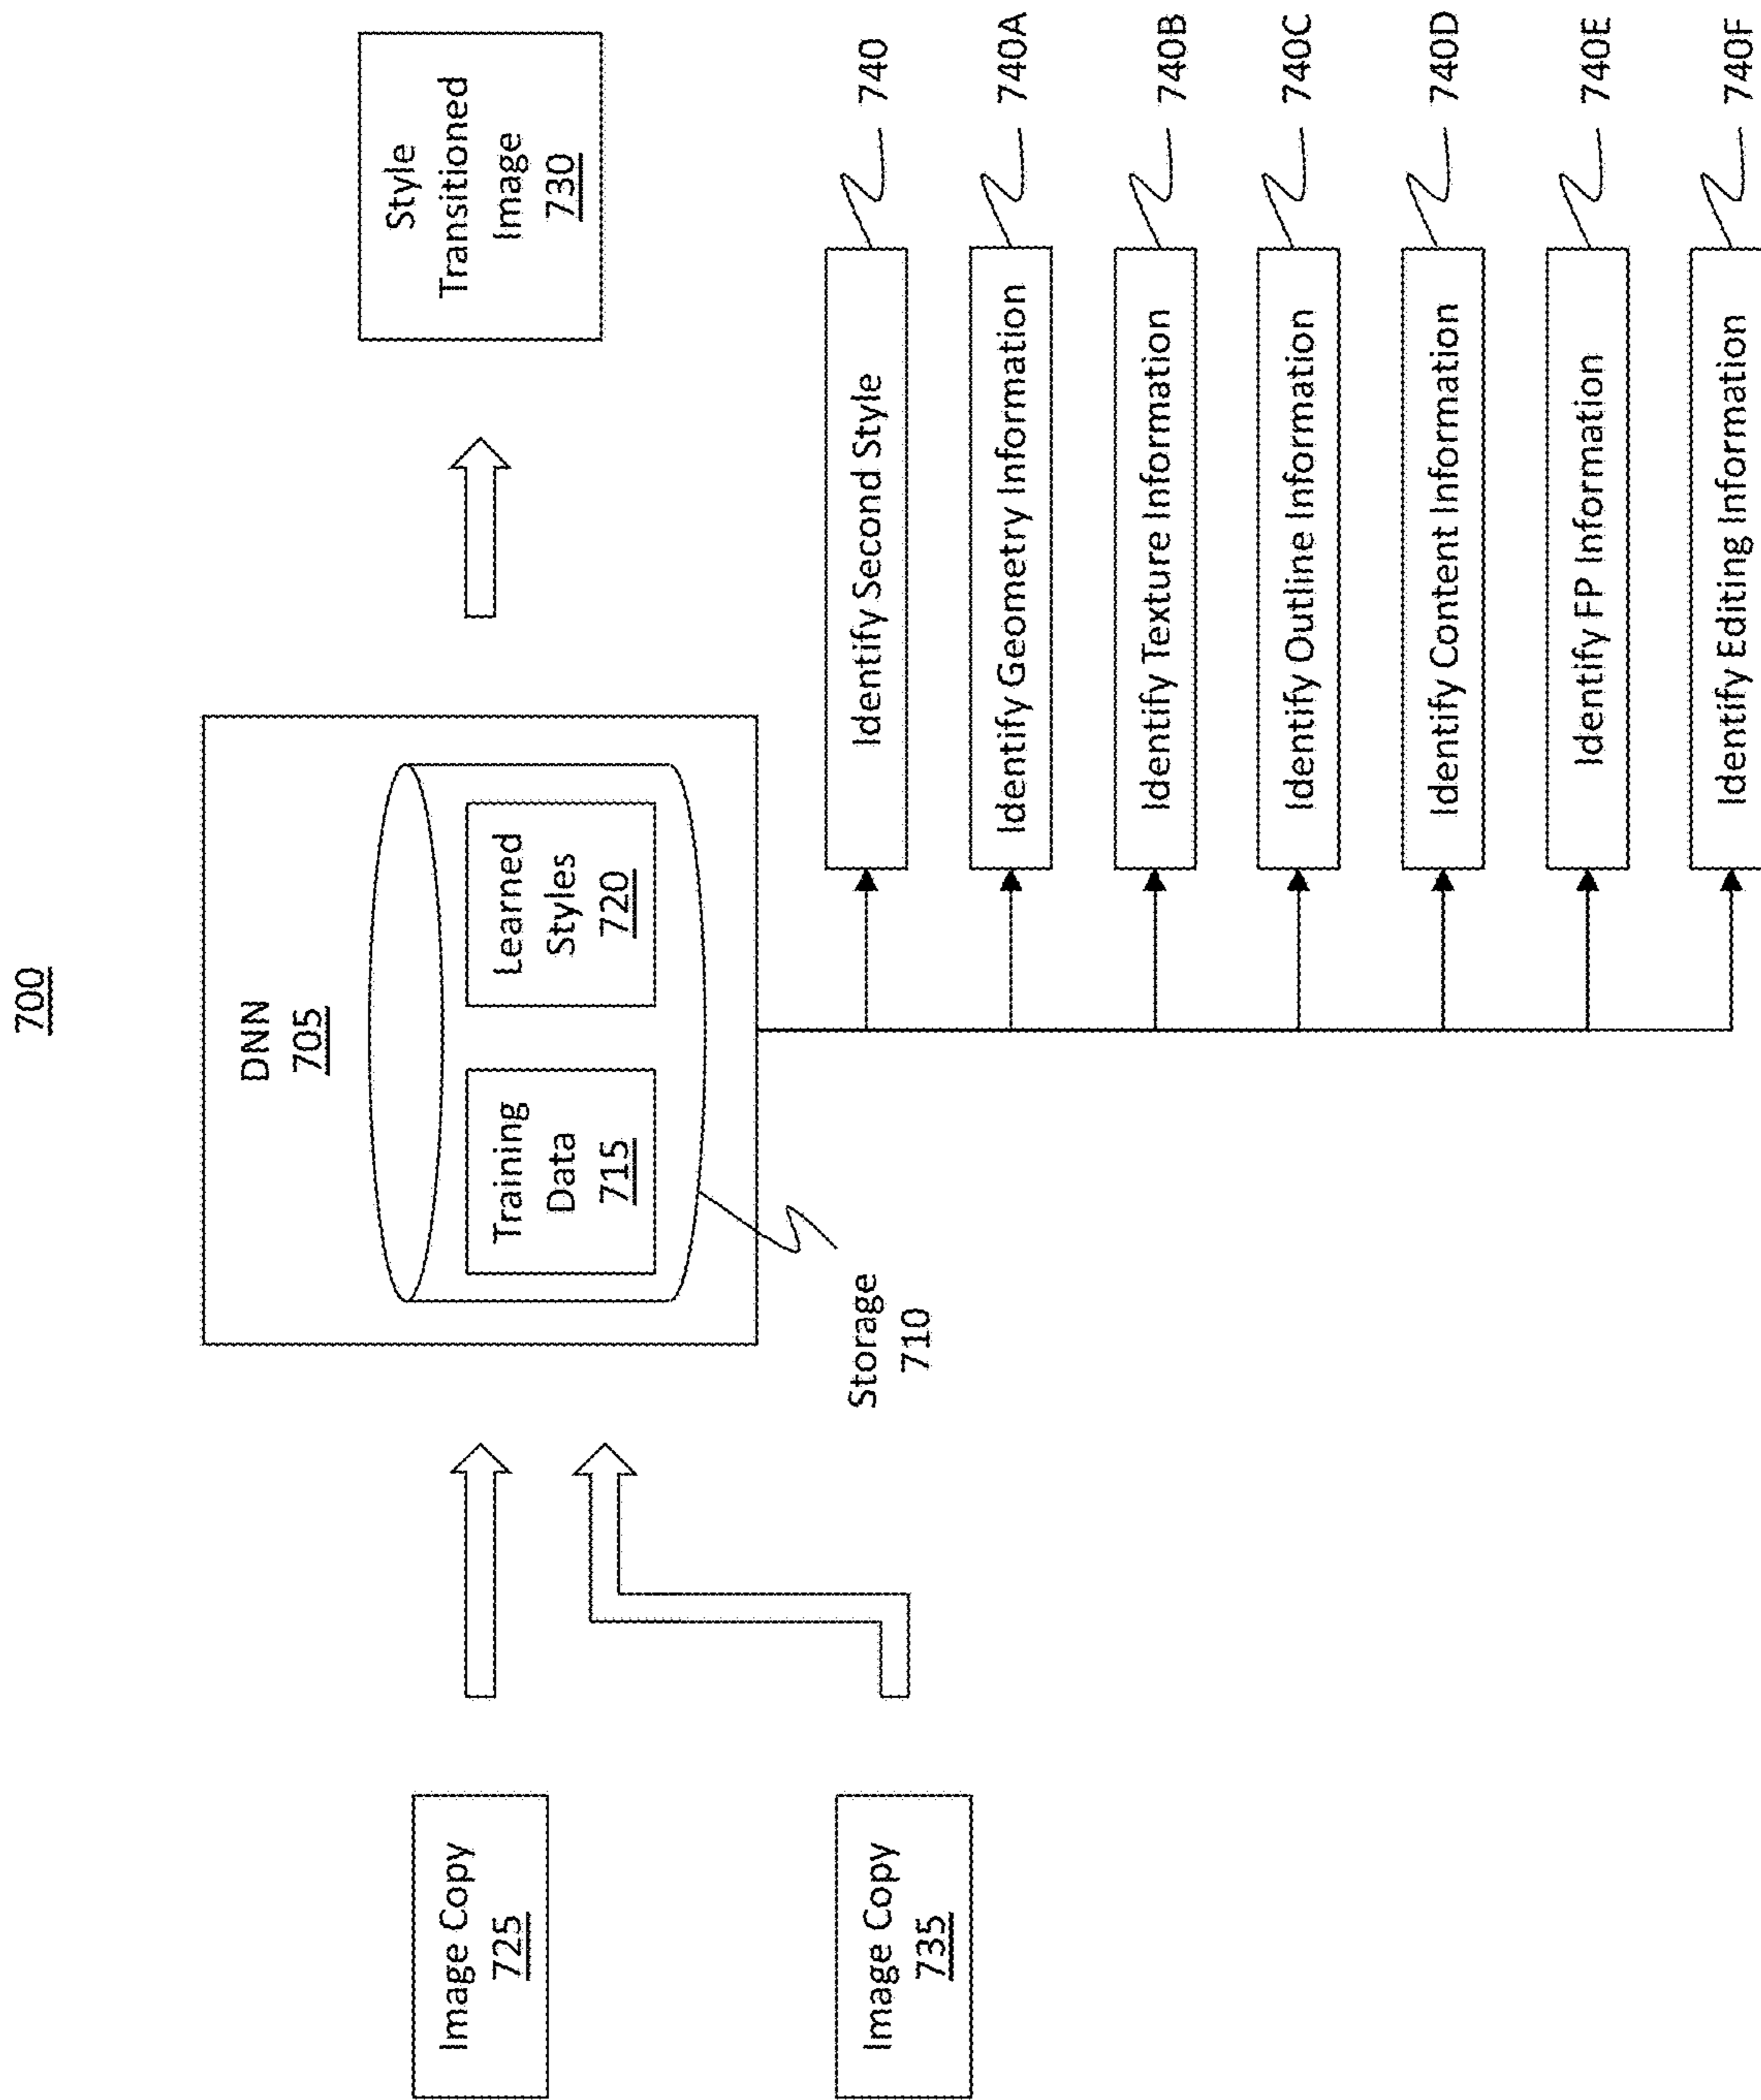 700
DNN
705
Training
Data
715
Learned
Styles
720
Storage
710
Image Copy
725
Image Copy
735
Style
Transitioned
Image
730
Identify Second Style
740
Identify Geometry Information
740A
Identify Texture Information
740B
Identify Outline Information
740C
Identify Content Information
740D
Identify FP Information
740E
Identify Editing Information
740F